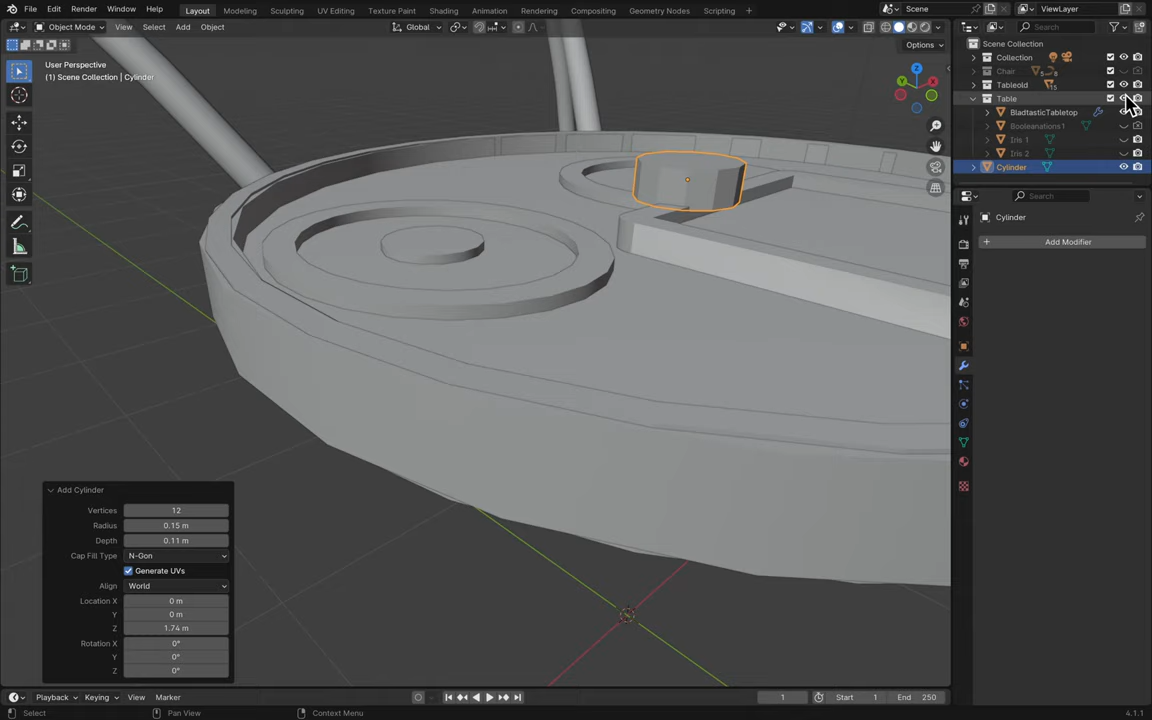 File Edit Render Window Help Layout Modeling Sculpting UV Editing Texture Paint Shading Animation Rendering Compositing Geometry Nodes Scripting + Scene ViewLayer
Object Mode View Select Add Object Global Search
Options
User Perspective
(1) Scene Collection | Cylinder
Z
Y
X
Scene Collection
Collection
Chair 5 8
Tableold 15
Table
BladtasticTabletop
Booleanations1
Iris 1
Iris 2
Cylinder
Search
Cylinder
+ Add Modifier
Add Cylinder
Vertices 12
Radius 0.15 m
Depth 0.11 m
Cap Fill Type N-Gon
Generate UVs
Align World
Location X 0 m
Y 0 m
Z 1.74 m
Rotation X 0°
Y 0°
Z 0°
Playback Keying View Marker 1 Start 1 End 250
Select Pan View Context Menu 4.1.1